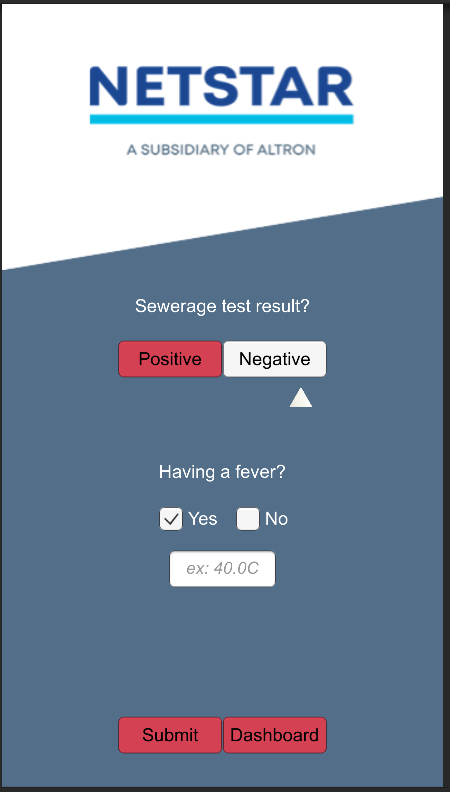 NETSTAR
A SUBSIDIARY OF ALTRON
Sewerage test result?
Positive Negative
Having a fever?
Yes No
ex: 40.0C
Submit Dashboard